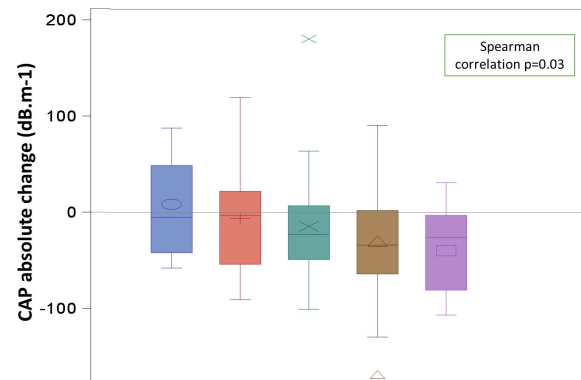 200
Spearman
correlation p=0.03
100
0
-100
CAP absolute change (dB.m-1)